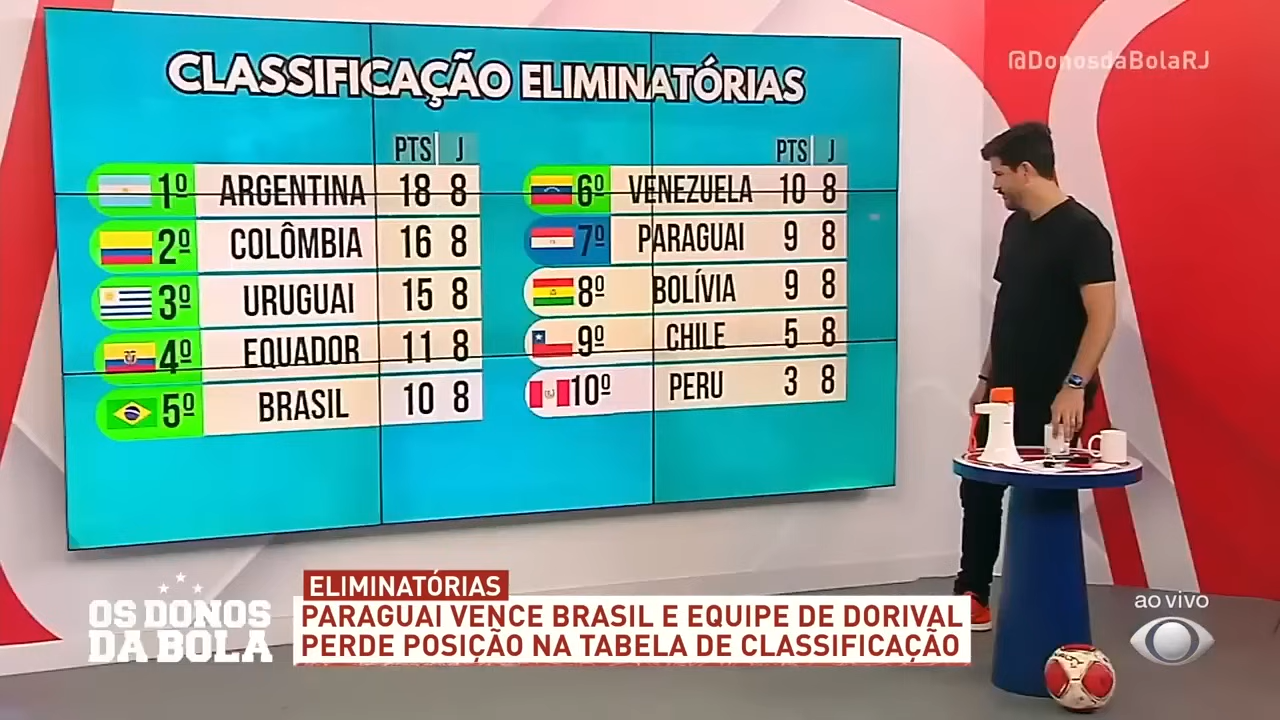 @DonosdaBolaRJ
CLASSIFICAÇÃO ELIMINATÓRIAS
PTS J
1º ARGENTINA 18 8
2º COLÔMBIA 16 8
3º URUGUAI 15 8
4º EQUADOR 11 8
5º BRASIL 10 8
PTS J
6º VENEZUELA 10 8
7º PARAGUAI 9 8
8º BOLÍVIA 9 8
9º CHILE 5 8
10º PERU 3 8
OS DONOS
DA BOLA
ELIMINATÓRIAS
PARAGUAI VENCE BRASIL E EQUIPE DE DORIVAL
PERDE POSIÇÃO NA TABELA DE CLASSIFICAÇÃO
ao vivo